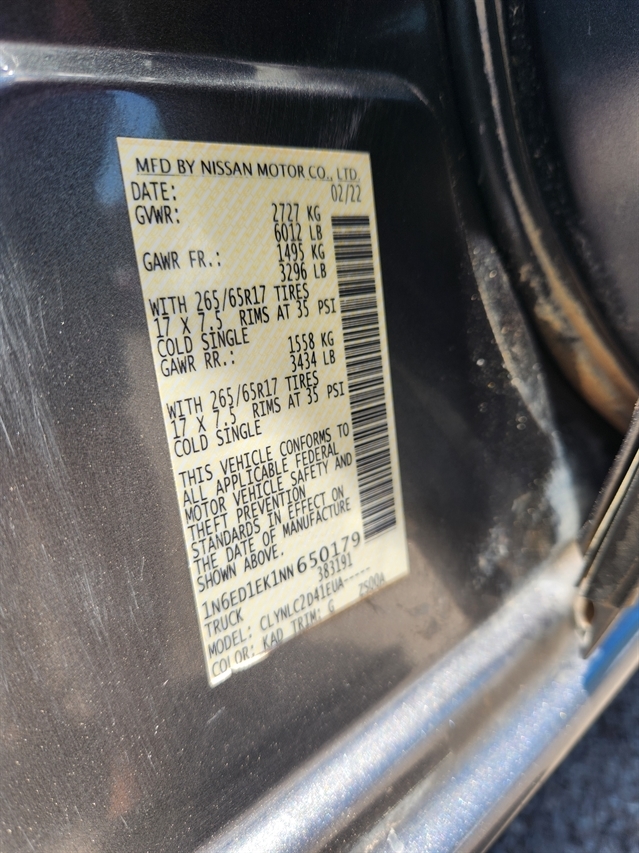 MFD BY NISSAN MOTOR CO., LTD.
DATE: 02/22
GVWR: 2727 KG
6012 LB
GAWR FR.: 1495 KG
3296 LB
WITH 265/65R17 TIRES
17 X 7.5 RIMS AT 35 PSI
COLD SINGLE
GAWR RR.: 1558 KG
3434 LB
WITH 265/65R17 TIRES
17 X 7.5 RIMS AT 35 PSI
COLD SINGLE
THIS VEHICLE CONFORMS TO
ALL APPLICABLE FEDERAL
MOTOR VEHICLE SAFETY AND
THEFT PREVENTION
STANDARDS IN EFFECT ON
THE DATE OF MANUFACTURE
SHOWN ABOVE.
1N6ED1EK1NN650179
TRUCK 383191
MODEL: CLYNLC2D41EUA-----
COLOR: KAD TRIM: G 2S00A